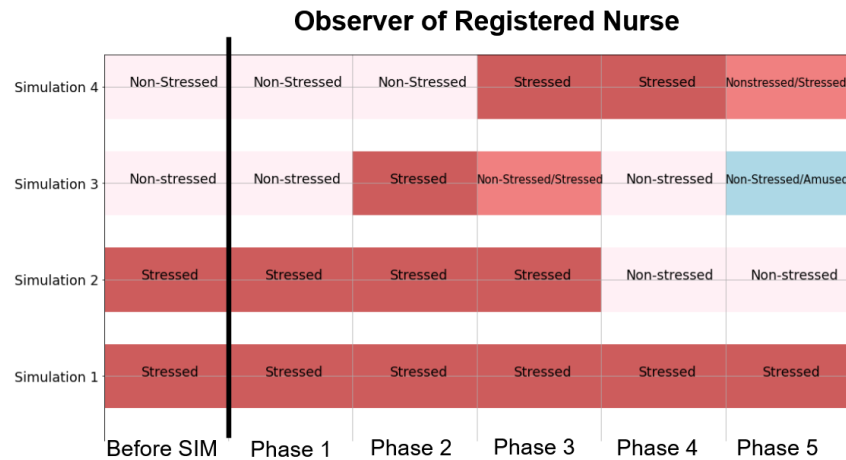 Observer of Registered Nurse
Simulation 4 Non-Stressed Non-Stressed Non-Stressed Stressed Stressed Nonstressed/Stressed
Simulation 3 Non-stressed Non-stressed Stressed Non-Stressed/Stressed Non-stressed Non-Stressed/Amused
Simulation 2 Stressed Stressed Stressed Stressed Non-stressed Non-stressed
Simulation 1 Stressed Stressed Stressed Stressed Stressed Stressed
Before SIM Phase 1 Phase 2 Phase 3 Phase 4 Phase 5